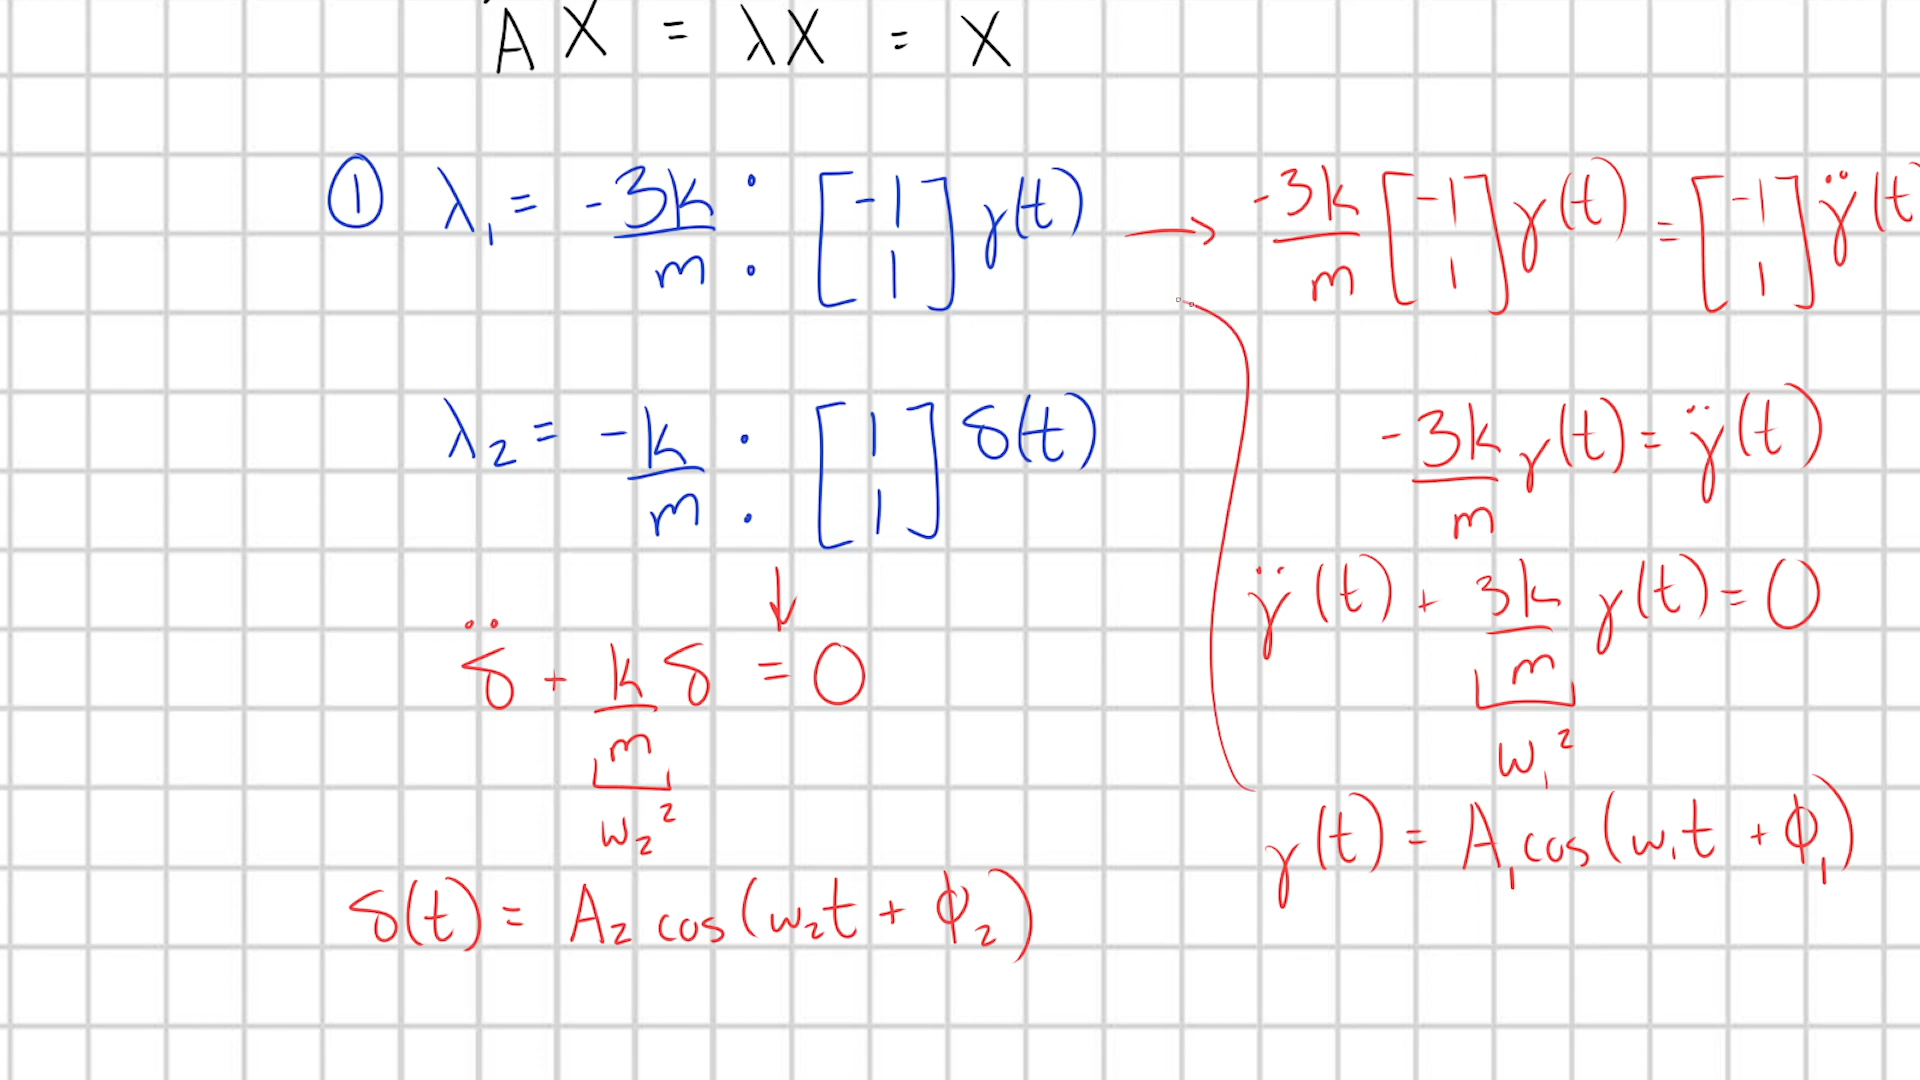 A X = λX = X
① λ₁ = -3k/m : [-1 1] γ(t) → -3k/m [-1 1] γ(t) = [-1 1] γ̈(t
λ₂ = -k/m : [1 1] δ(t)
-3k/m γ(t) = γ̈(t)
↓
γ̈(t) + 3k/m γ(t) = 0
ω₁²
δ̈ + k/m δ = 0
ω₂²
γ(t) = A₁ cos(ω₁t + ϕ₁)
δ(t) = A₂ cos(ω₂t + ϕ₂)